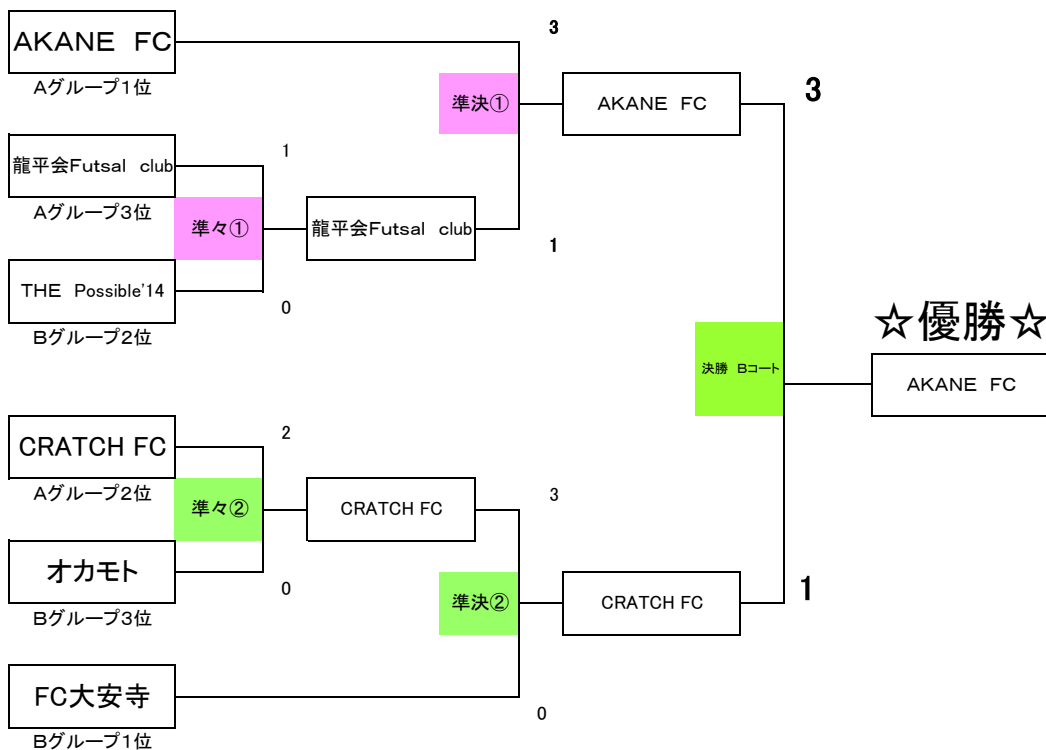 AKANE　FC
Aグループ1位
3
準決①
AKANE　FC
3
龍平会Futsal　club
Aグループ3位
1
準々①
龍平会Futsal　club
THE　Possible'14
Bグループ2位
0
1
☆優勝☆
決勝　Bコート
AKANE　FC
CRATCH FC
Aグループ2位
2
準々②
CRATCH FC
3
オカモト
Bグループ3位
0
準決②
CRATCH FC
1
FC大安寺
Bグループ1位
0